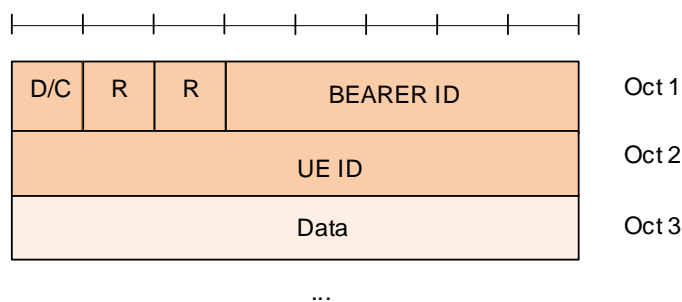 D/C R R BEARER ID Oct 1
UE ID Oct 2
Data Oct 3
...